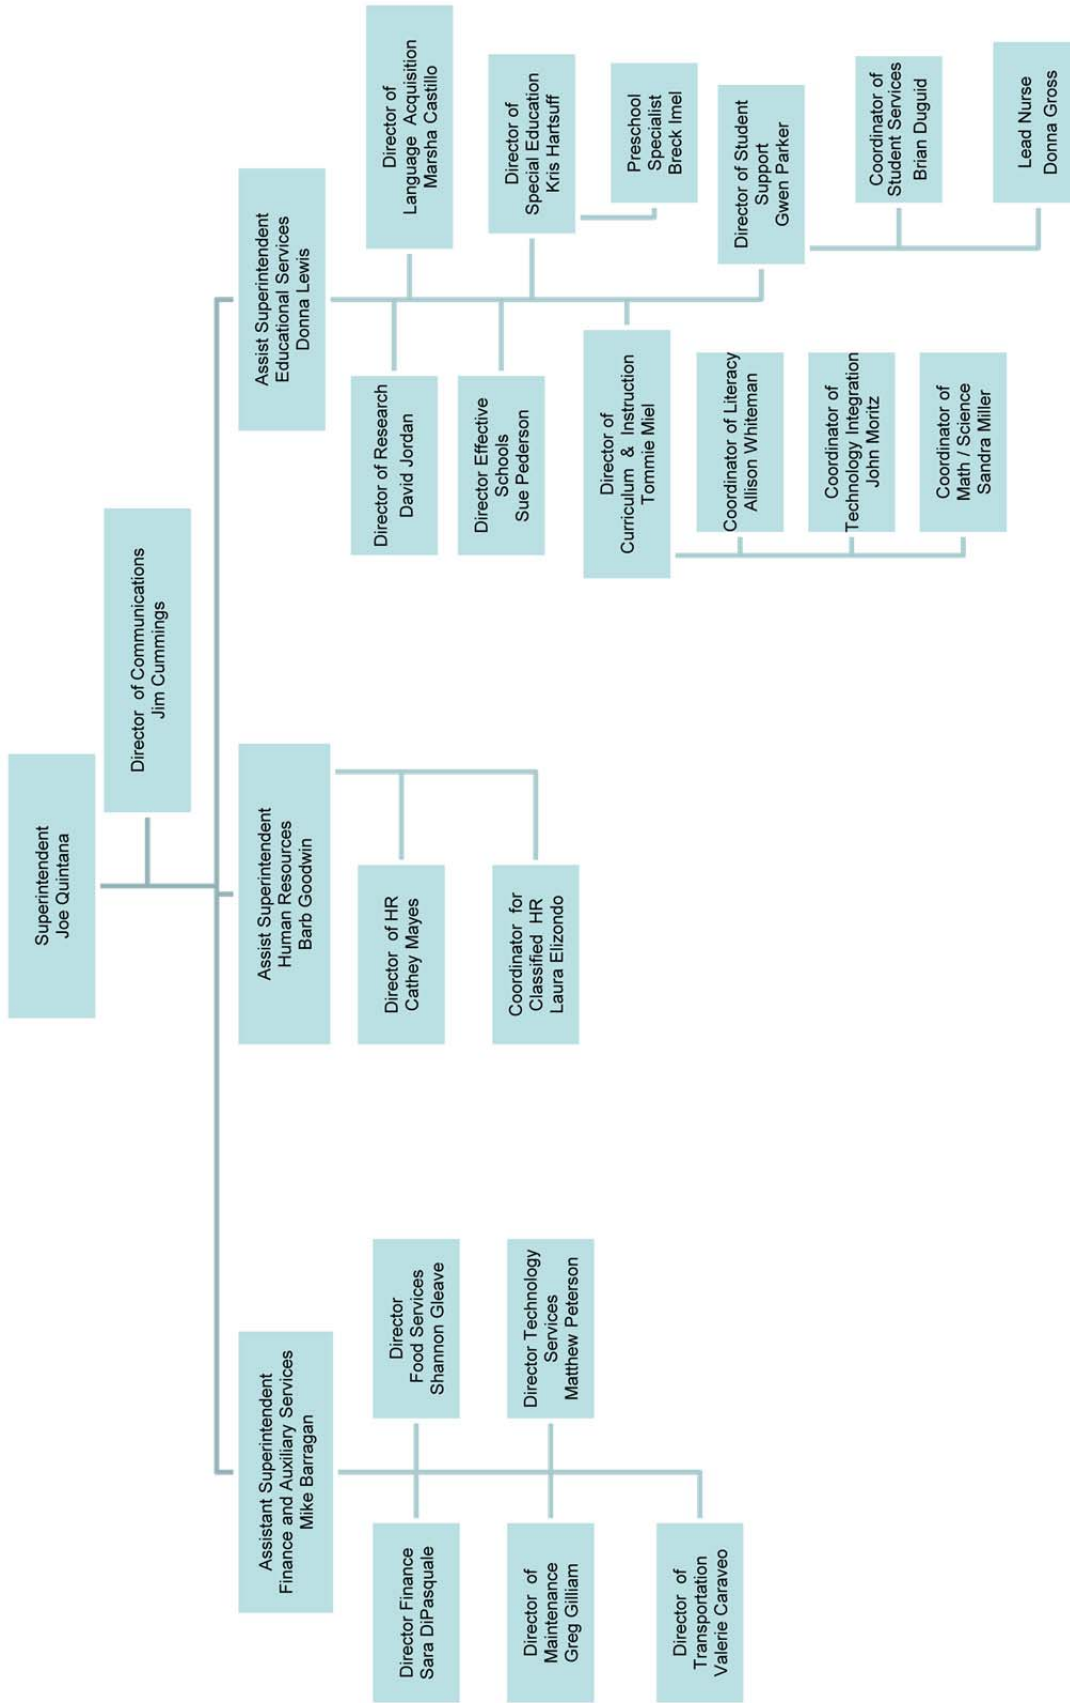 Superintendent
Joe Quintana
Director of Communications
Jim Cummings
Assistant Superintendent
Finance and Auxiliary Services
Mike Barragan
Director Finance
Sara DiPasquale
Director
Food Services
Shannon Gleave
Director of
Maintenance
Greg Gilliam
Director Technology
Services
Matthew Peterson
Director of
Transportation
Valerie Caraveo
Assist Superintendent
Human Resources
Barb Goodwin
Director of HR
Cathey Mayes
Coordinator for
Classified HR
Laura Elizondo
Assist Superintendent
Educational Services
Donna Lewis
Director of Research
David Jordan
Director of
Language Acquisition
Marsha Castillo
Director Effective
Schools
Sue Pederson
Director of
Special Education
Kris Hartsuff
Preschool
Specialist
Breck Imel
Director of
Curriculum & Instruction
Tommie Miel
Coordinator of Literacy
Allison Whiteman
Coordinator of
Technology Integration
John Moritz
Coordinator of
Math / Science
Sandra Miller
Director of Student
Support
Gwen Parker
Coordinator of
Student Services
Brian Duguid
Lead Nurse
Donna Gross